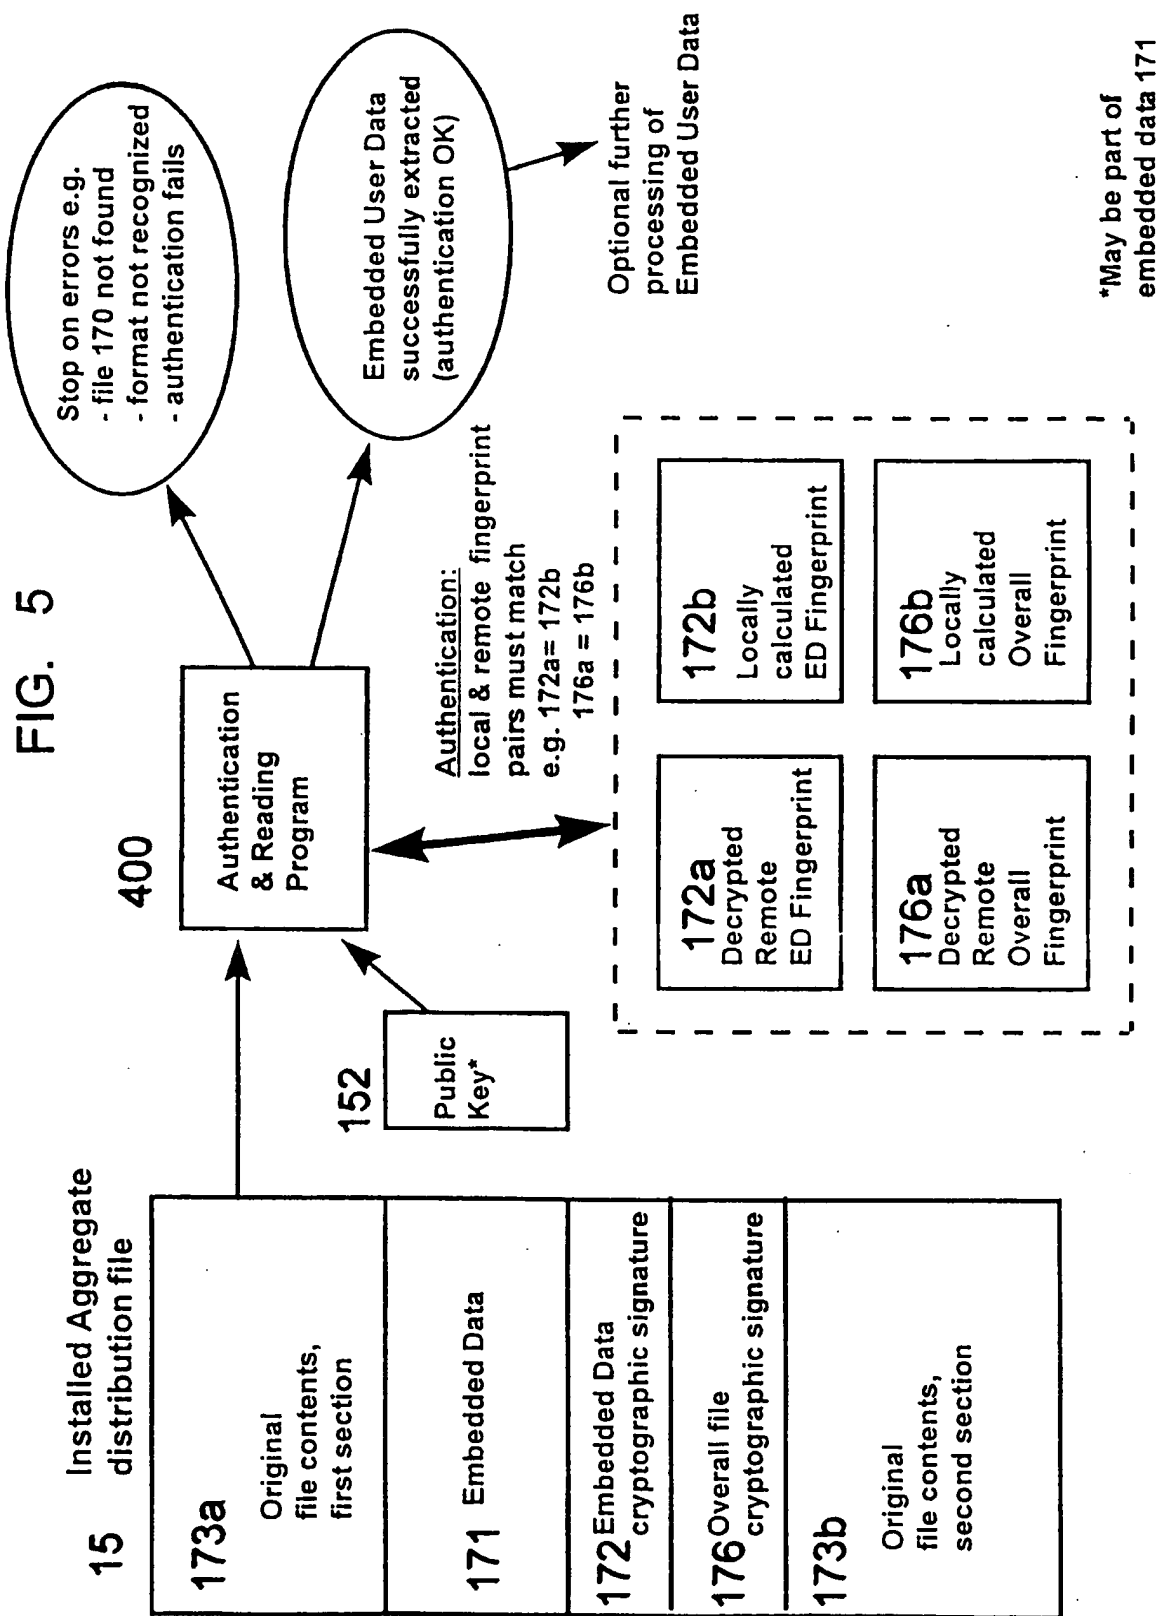 FIG. 5
15
Installed Aggregate
distribution file
173a
Original
file contents,
first section
171 Embedded Data
172 Embedded Data
cryptographic signature
176 Overall file
cryptographic signature
173b
Original
file contents,
second section
152
Public
Key*
400
Authentication
& Reading
Program
Stop on errors e.g.
- file 170 not found
- format not recognized
- authentication fails
Embedded User Data
successfully extracted
(authentication OK)
Optional further
processing of
Embedded User Data
Authentication:
local & remote fingerprint
pairs must match
e.g. 172a= 172b
176a = 176b
172a
Decrypted
Remote
ED Fingerprint
172b
Locally
calculated
ED Fingerprint
176a
Decrypted
Remote
Overall
Fingerprint
176b
Locally
calculated
Overall
Fingerprint
*May be part of
embedded data 171